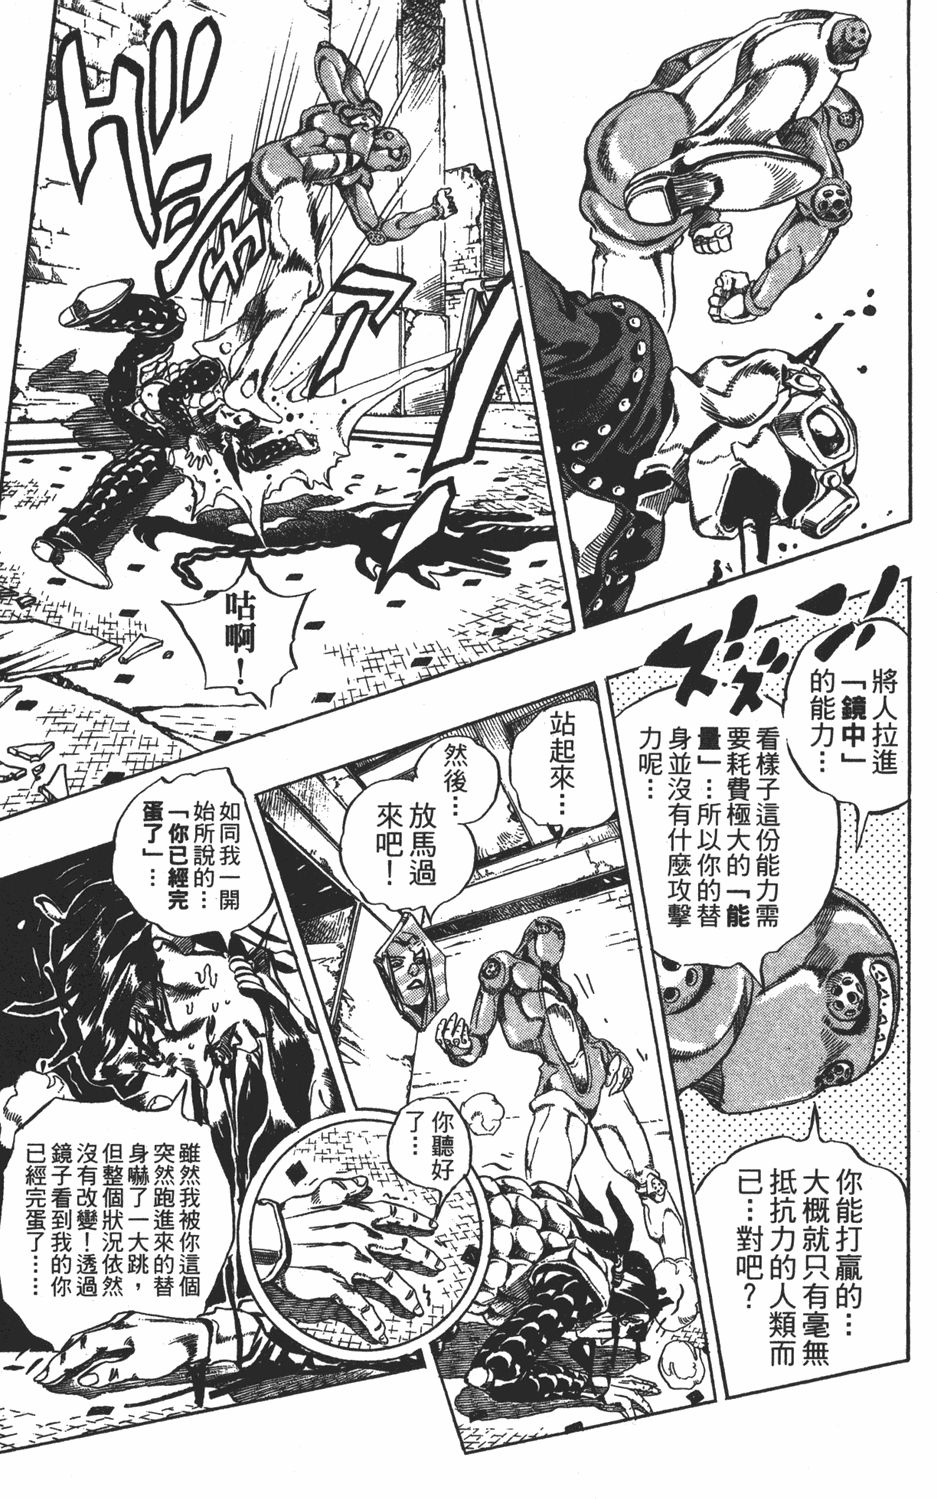 ドドドド
咕啊！
ズズズ
將人拉進
「鏡中」
的能力…
看樣子這份能力需
要耗費極大的「能
量」…所以你的替
身並沒有什麼攻擊
力呢…
你能打贏的…
大概就只有毫無
抵抗力的人類而
已…對吧？
站起來…
然後…
放馬過
來吧！
你聽好
了…
如同我一開
始所說的…
「你已經完
蛋了」…
雖然我被你這個
突然跑進來的替
身嚇了一大跳，
但整個狀況依然
沒有改變！透過
鏡子看到我的你
已經完蛋了……